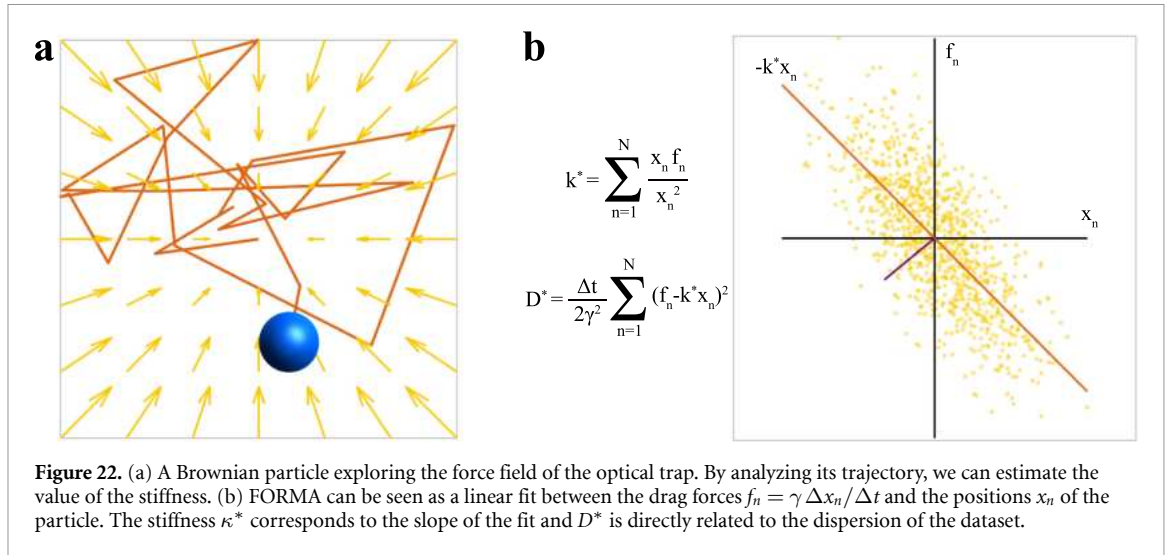 a
b
k* = \sum_{n=1}^{N} \frac{x_n f_n}{x_n^2}
D* = \frac{Δt}{2γ^2} \sum_{n=1}^{N} (f_n-k*x_n)^2
-k*x_n
f_n
x_n
Figure 22. (a) A Brownian particle exploring the force field of the optical trap. By analyzing its trajectory, we can estimate the
value of the stiffness. (b) FORMA can be seen as a linear fit between the drag forces f_n = γ Δx_n/Δt and the positions x_n of the
particle. The stiffness κ* corresponds to the slope of the fit and D* is directly related to the dispersion of the dataset.